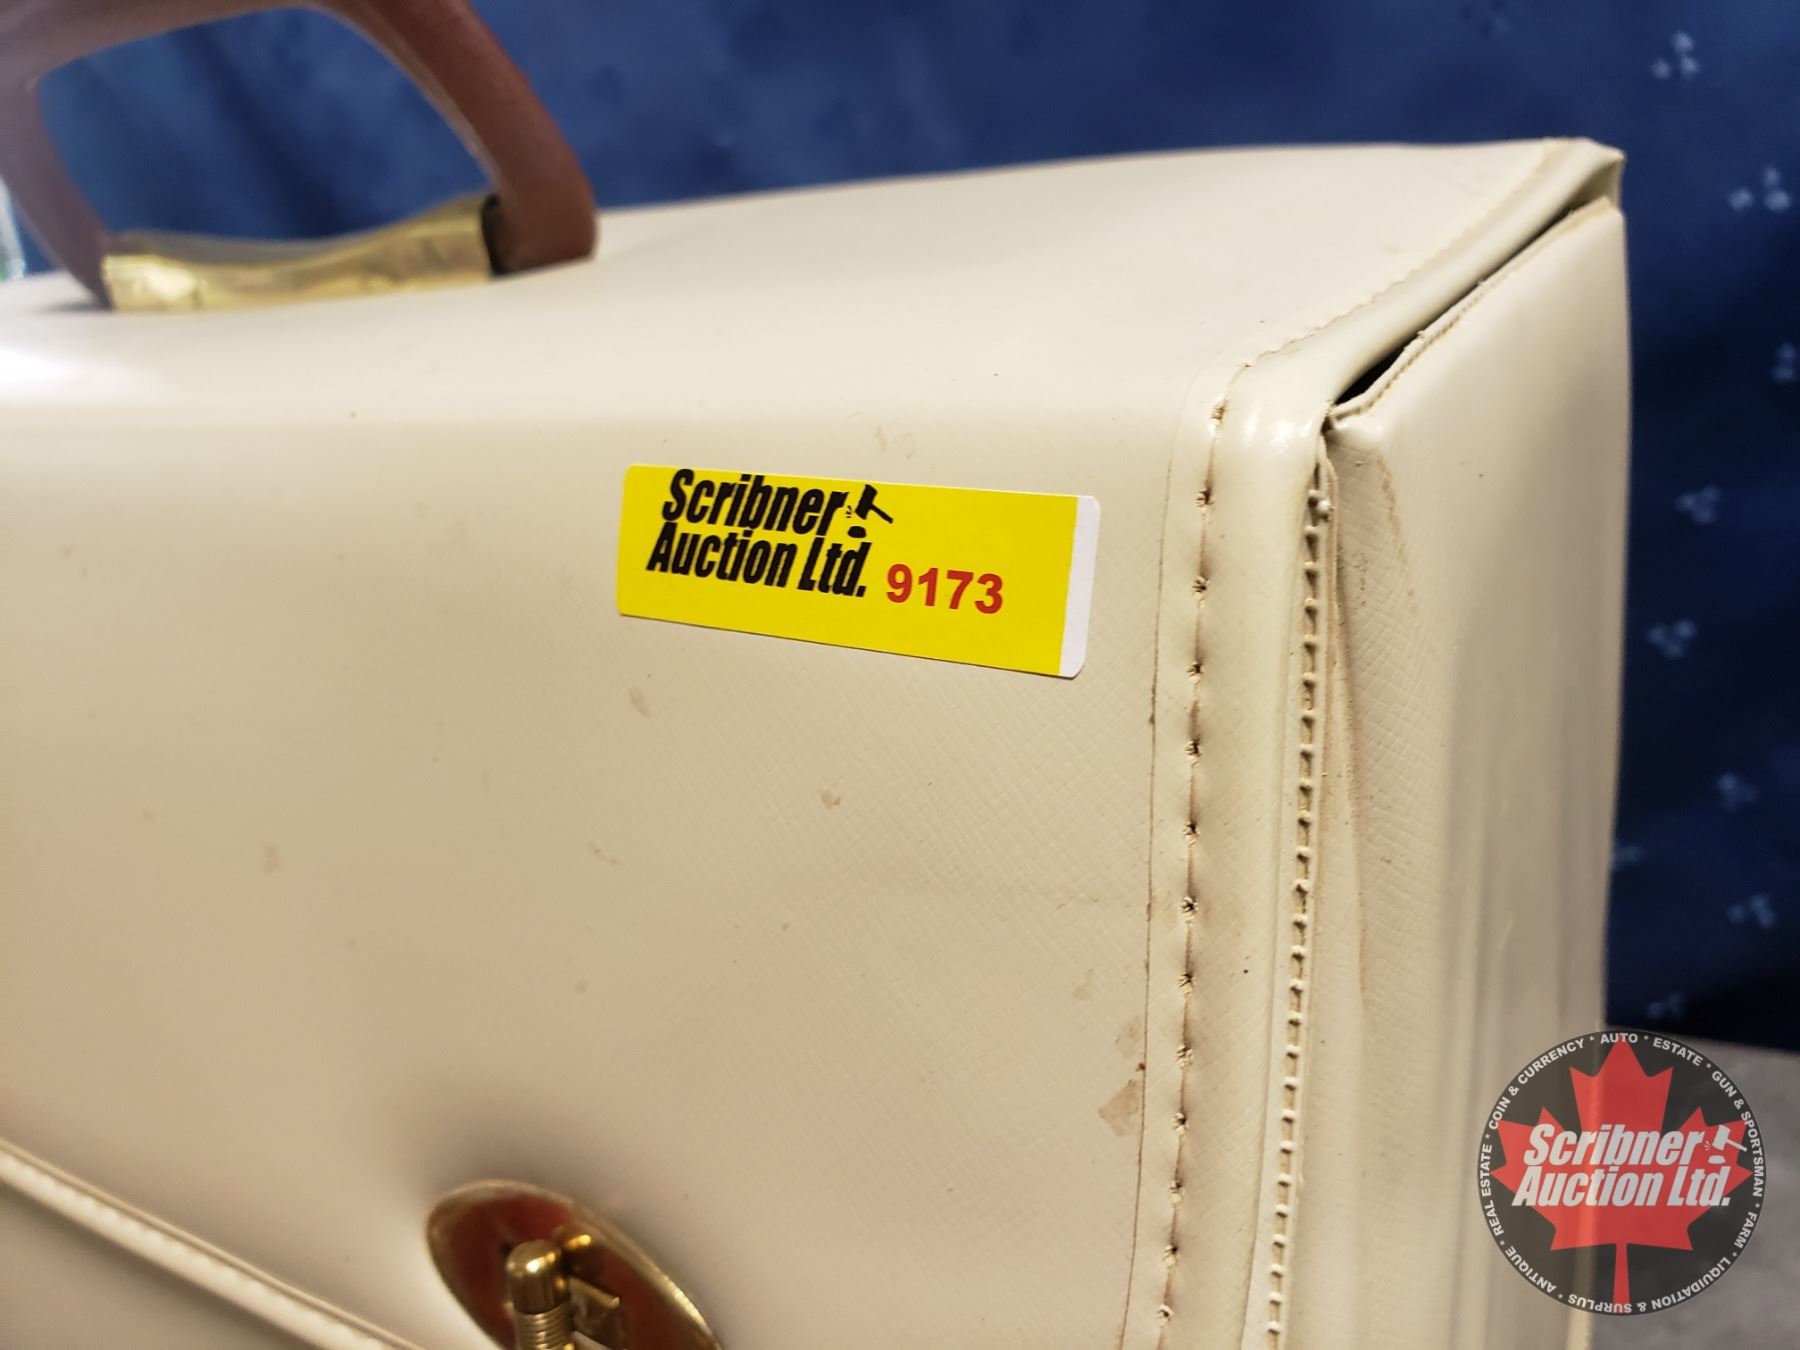 Scribner
Auction Ltd. 9173
COIN & CURRENCY * AUTO * ESTATE * GUN & SPORTSMAN * FARM * LIQUIDATION & SURPLUS * ANTIQUE * REAL ESTATE *
Scribner
Auction Ltd.